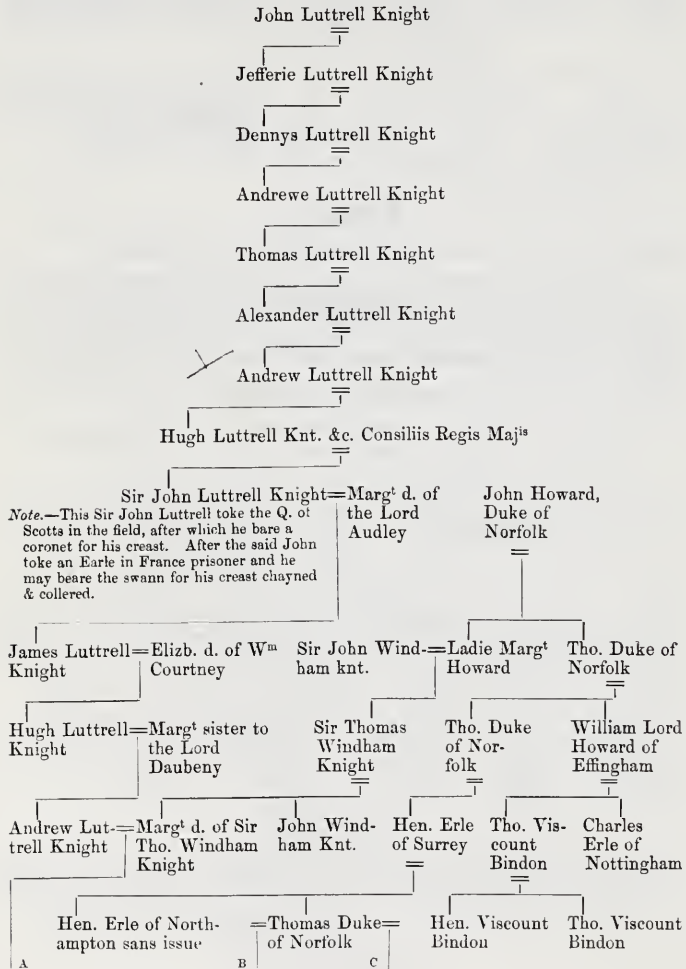 John Luttrell Knight
Jefferie Luttrell Knight
Dennys Luttrell Knight
Andrewe Luttrell Knight
Thomas Luttrell Knight
Alexander Luttrell Knight
Andrew Luttrell Knight
Hugh Luttrell Knt. &c. Consiliis Regis Majis
Sir John Luttrell Knight=Margt d. of
the Lord
Audley
John Howard,
Duke of
Norfolk
Note.—This Sir John Luttrell toke the Q. of
Scotts in the field, after which he bare a
coronet for his creast. After the said John
toke an Earle in France prisoner and he
may beare the swann for his creast chayned
& collered.
James Luttrell=Elizb. d. of Wm
Knight Courtney
Sir John Wind-=Ladie Margt
ham knt. Howard
Tho. Duke of
Norfolk
Hugh Luttrell=Margt sister to
Knight the Lord
Daubeny
Sir Thomas
Windham
Knight
Tho. Duke
of Nor-
folk
William Lord
Howard of
Effingham
Andrew Lut-=Margt d. of Sir
trell Knight Tho. Windham
Knight
John Wind-
ham Knt.
Hen. Erle
of Surrey
Tho. Vis-
count
Bindon
Charles
Erle of
Nottingham
Hen. Erle of North-
ampton sans issue
=Thomas Duke=
of Norfolk
Hen. Viscount
Bindon
Tho. Viscount
Bindon
A B C